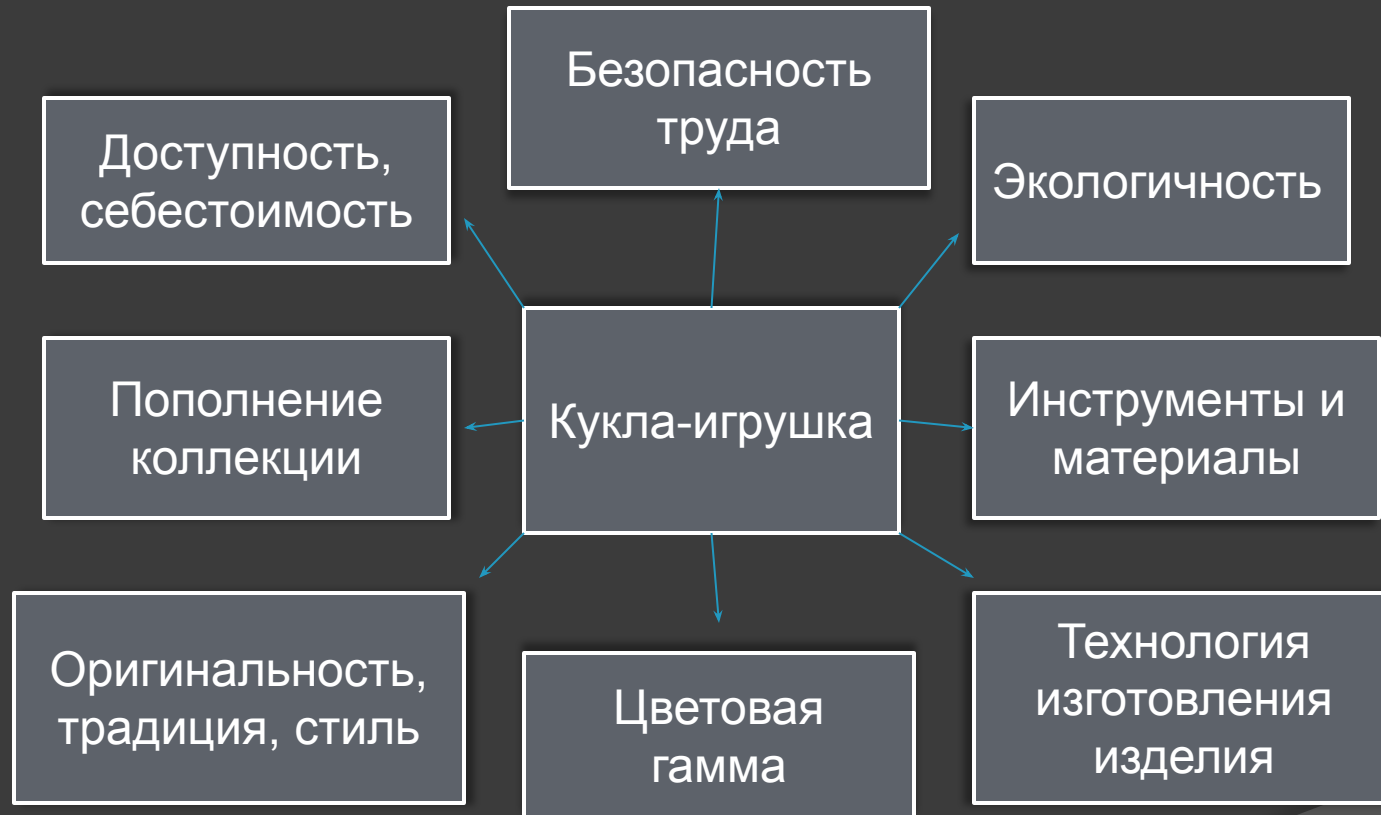 Безопасность
труда
Доступность,
себестоимость
Экологичность
Пополнение
коллекции
Кукла-игрушка
Инструменты и
материалы
Оригинальность,
традиция, стиль
Цветовая
гамма
Технология
изготовления
изделия